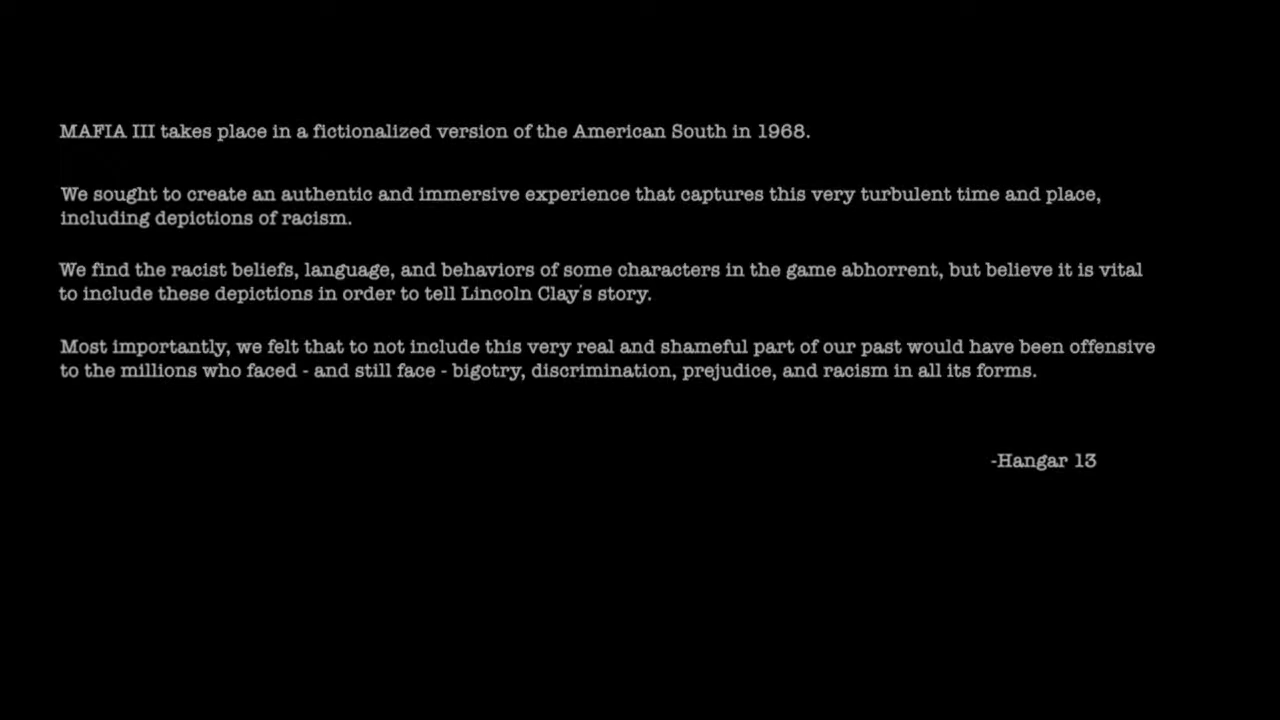 MAFIA III takes place in a fictionalized version of the American South in 1968.
We sought to create an authentic and immersive experience that captures this very turbulent time and place,
including depictions of racism.
We find the racist beliefs, language, and behaviors of some characters in the game abhorrent, but believe it is vital
to include these depictions in order to tell Lincoln Clay's story.
Most importantly, we felt that to not include this very real and shameful part of our past would have been offensive
to the millions who faced - and still face - bigotry, discrimination, prejudice, and racism in all its forms.
-Hangar 13